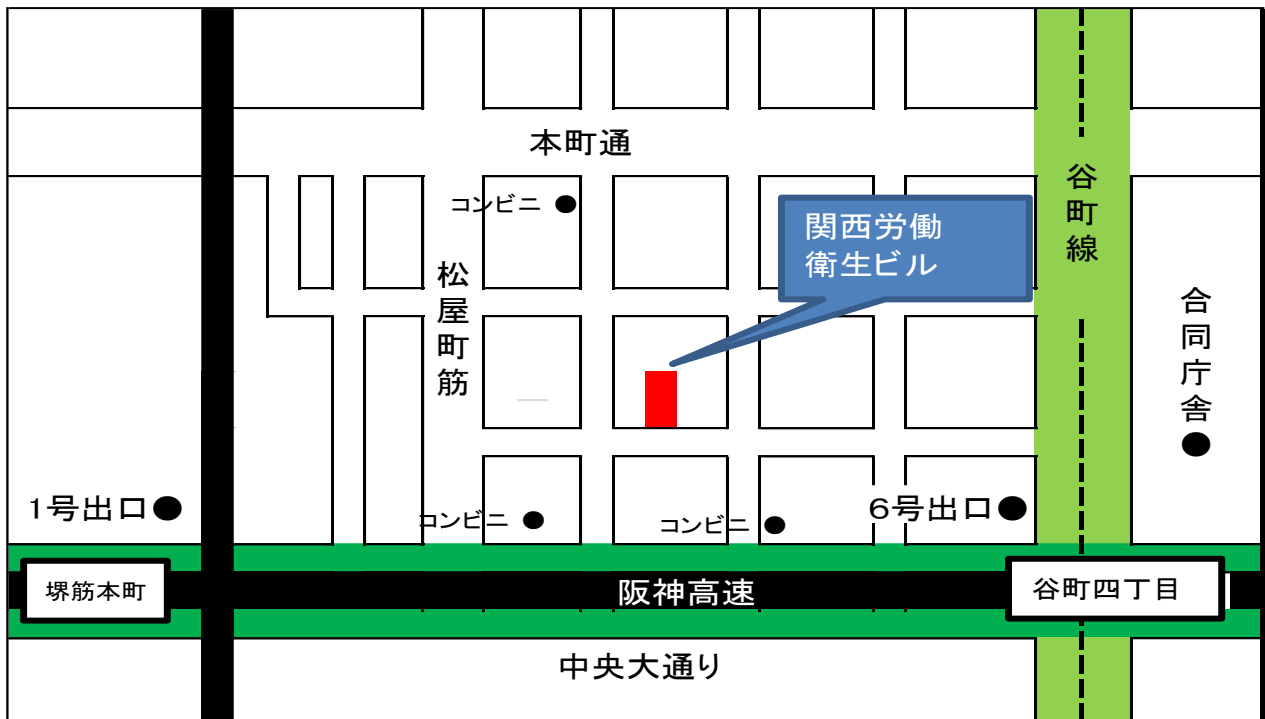 本町通
コンビニ
谷町線
関西労働
衛生ビル
松屋町筋
合同庁舎
1号出口
6号出口
コンビニ
コンビニ
堺筋本町
阪神高速
谷町四丁目
中央大通り